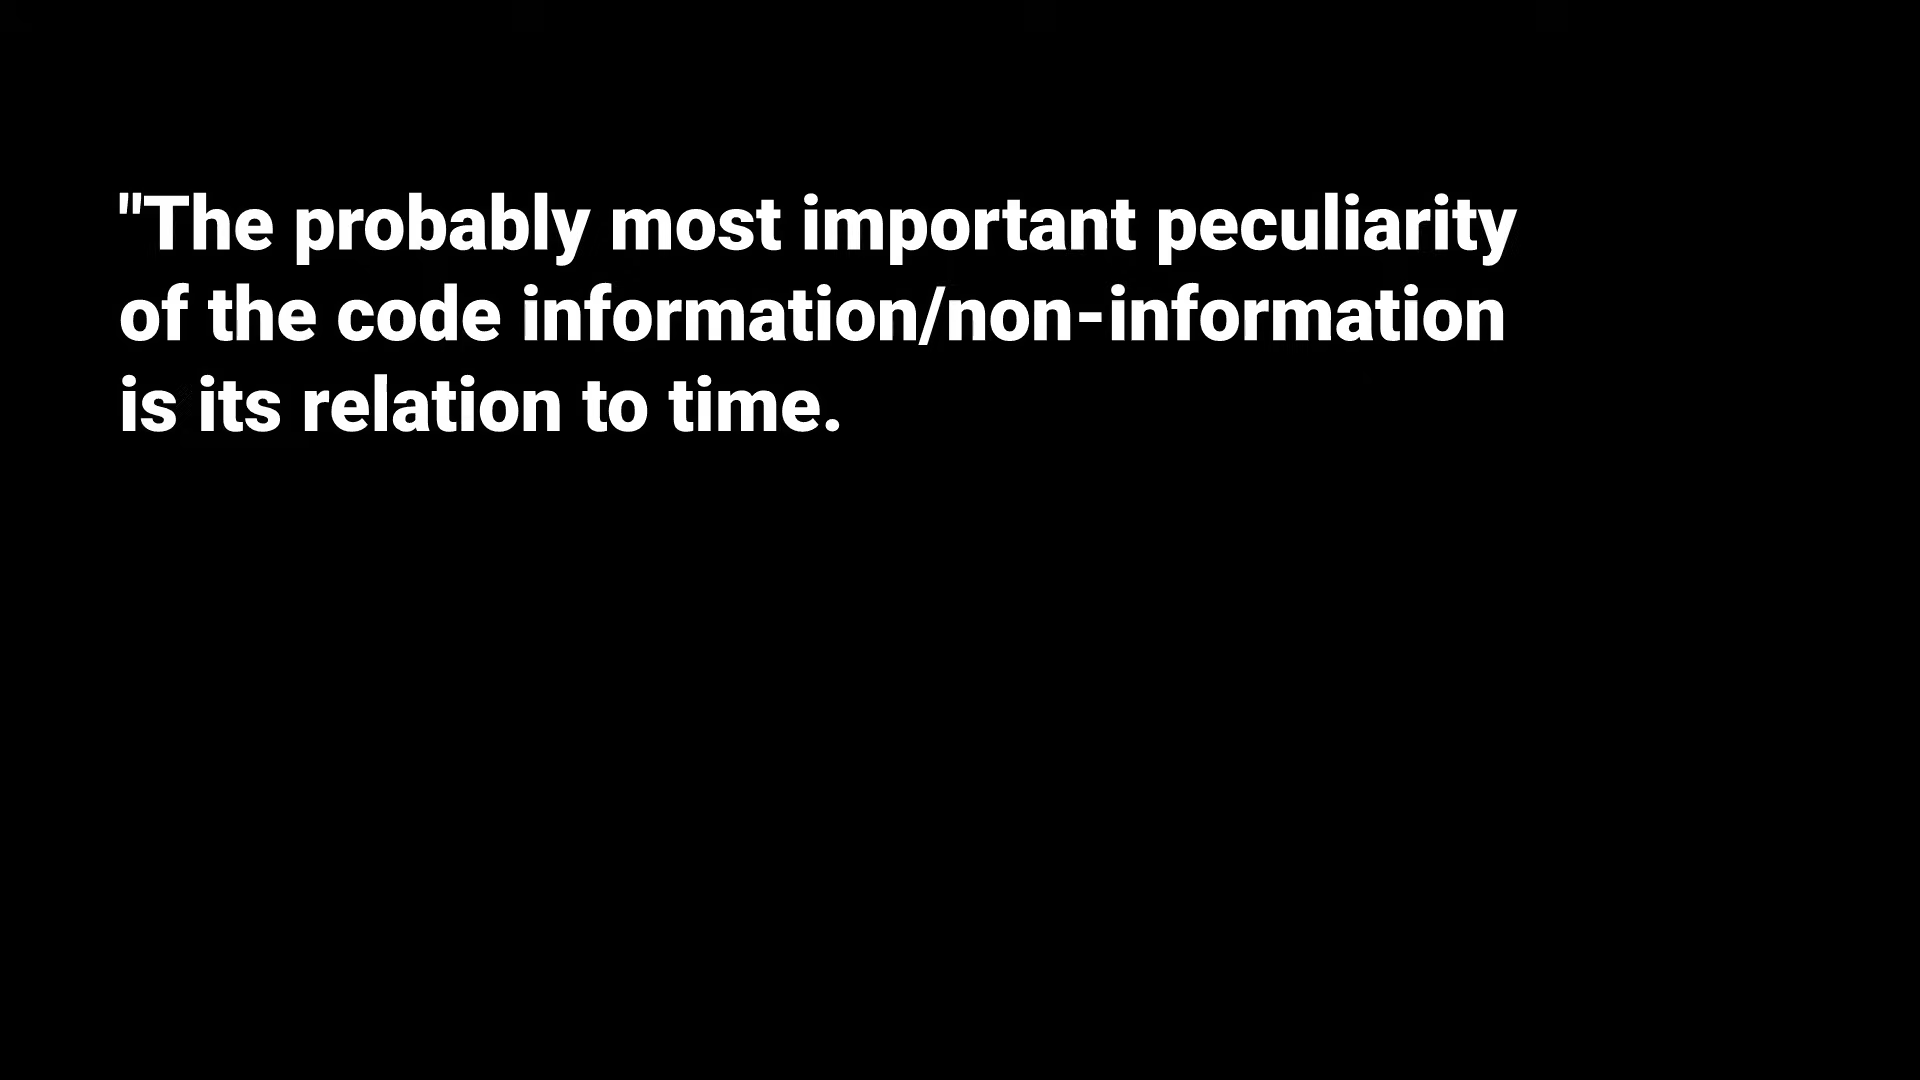 "The probably most important peculiarity
of the code information/non-information
is its relation to time.